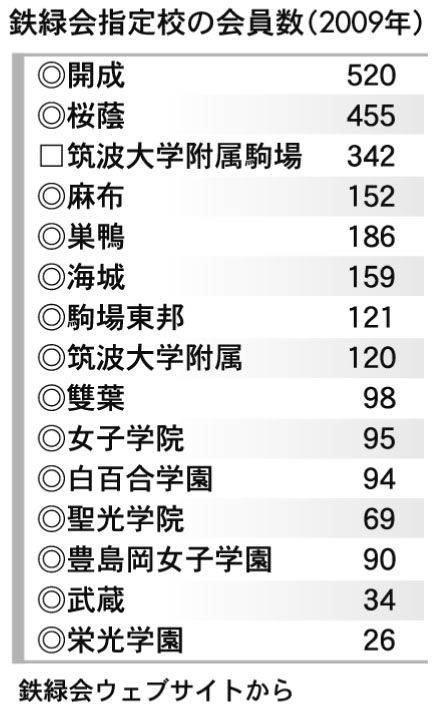 鉄緑会指定校の会員数(2009年)
◎開成 520
◎桜蔭 455
□筑波大学附属駒場 342
◎麻布 152
◎巣鴨 186
◎海城 159
◎駒場東邦 121
◎筑波大学附属 120
◎雙葉 98
◎女子学院 95
◎白百合学園 94
◎聖光学院 69
◎豊島岡女子学園 90
◎武蔵 34
◎栄光学園 26
鉄緑会ウェブサイトから